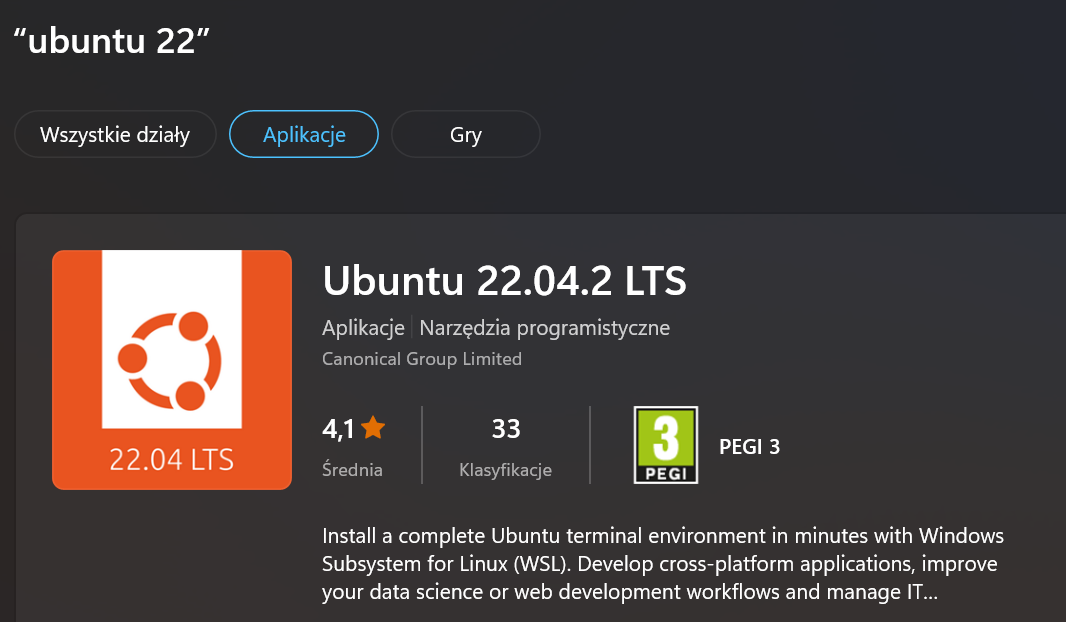 “ubuntu 22”
Wszystkie działy
Aplikacje
Gry
22.04 LTS
Ubuntu 22.04.2 LTS
Aplikacje | Narzędzia programistyczne
Canonical Group Limited
4,1
Średnia
33
Klasyfikacje
3
PEGI
PEGI 3
Install a complete Ubuntu terminal environment in minutes with Windows
Subsystem for Linux (WSL). Develop cross-platform applications, improve
your data science or web development workflows and manage IT...